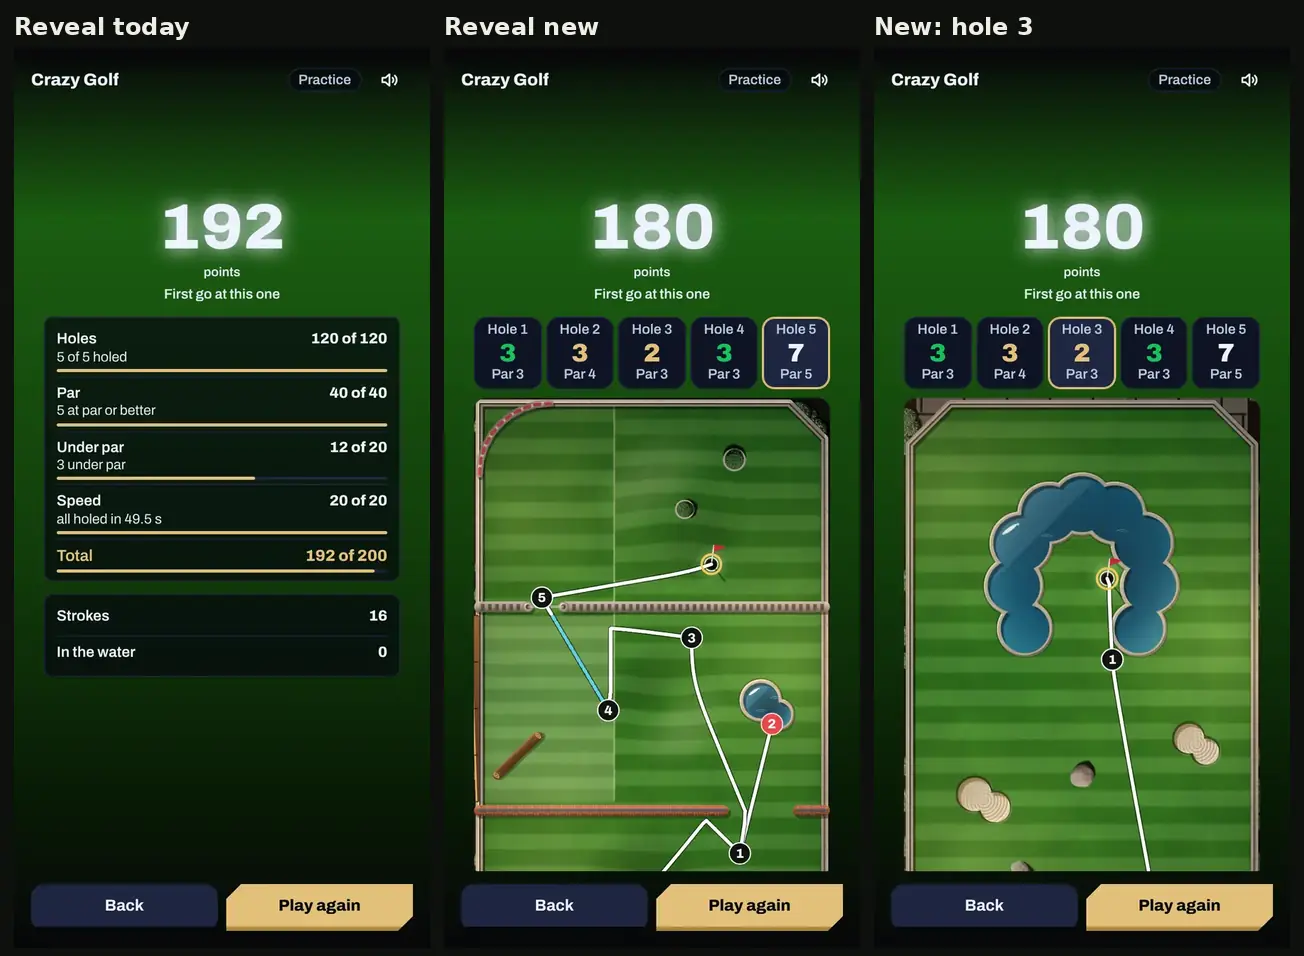 Reveal today
Crazy Golf
Practice
192
points
First go at this one
Holes 120 of 120
5 of 5 holed
Par 40 of 40
5 at par or better
Under par 12 of 20
3 under par
Speed 20 of 20
all holed in 49.5 s
Total 192 of 200
Strokes 16
In the water 0
Back
Play again
Reveal new
Crazy Golf
Practice
180
points
First go at this one
Hole 1 Hole 2 Hole 3 Hole 4 Hole 5
3 3 2 3 7
Par 3 Par 4 Par 3 Par 3 Par 5
5
3
4
2
1
Back
Play again
New: hole 3
Crazy Golf
Practice
180
points
First go at this one
Hole 1 Hole 2 Hole 3 Hole 4 Hole 5
3 3 2 3 7
Par 3 Par 4 Par 3 Par 3 Par 5
1
Back
Play again